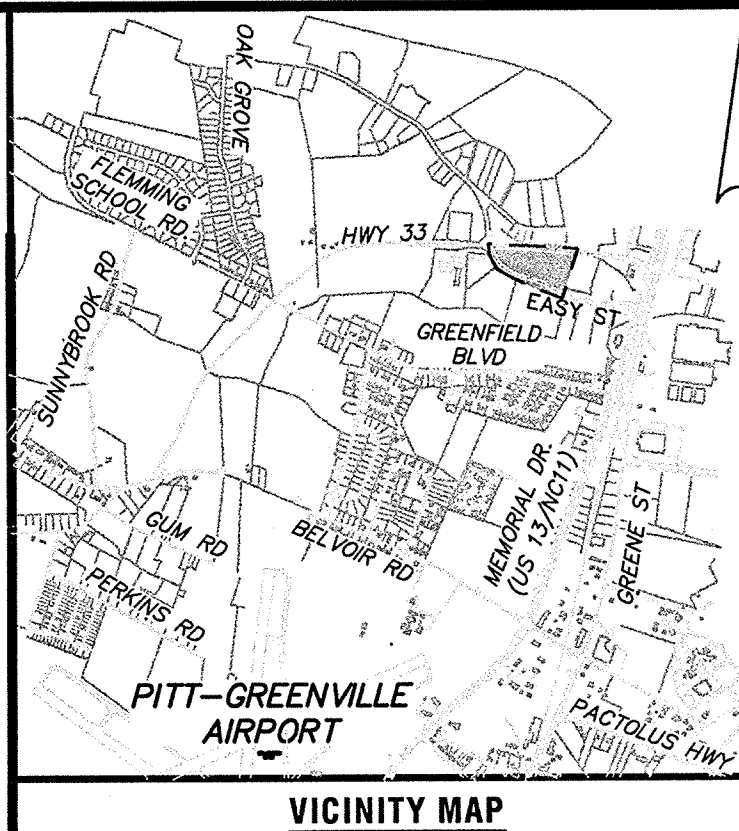 OAK GROVE
FLEMMING
SCHOOL RD.
HWY 33
EASY ST
SUNNYBROOK RD
GREENFIELD
BLVD
MEMORIAL DR.
(US 13/NC11)
GREENE ST
GUM RD
BELVOIR RD
PERKINS RD
PITT-GREENVILLE
AIRPORT
PACTOLUS HWY
VICINITY MAP